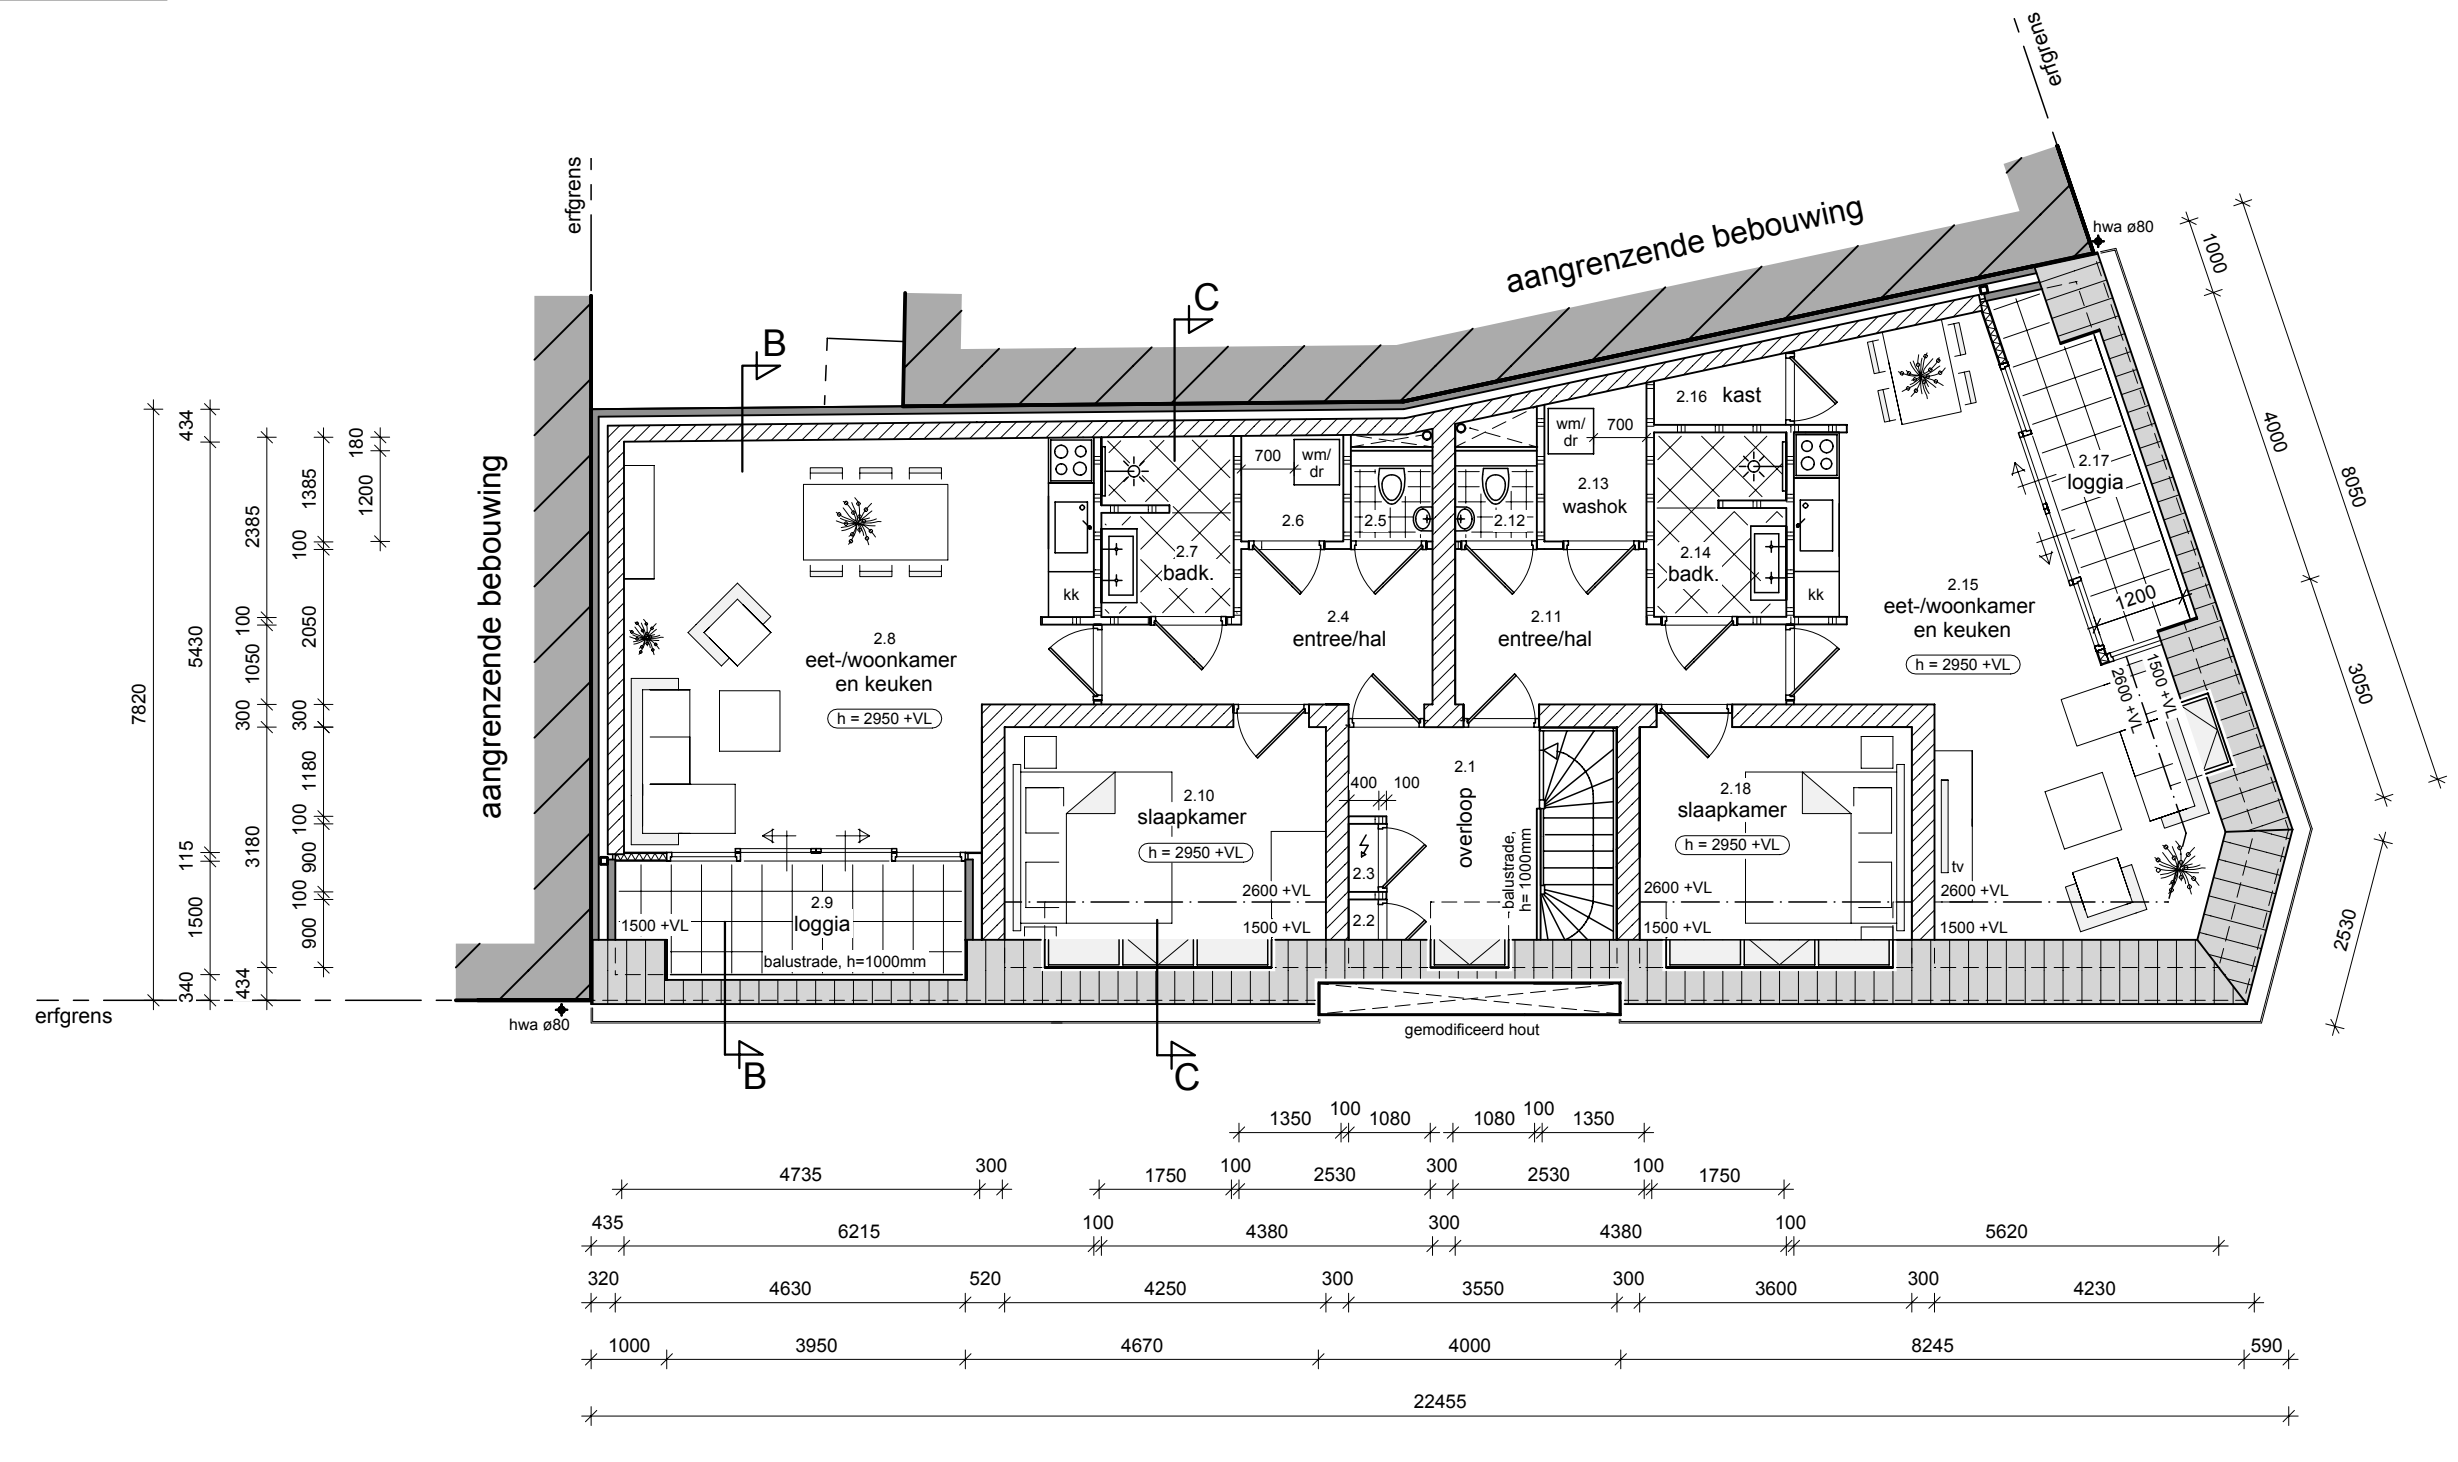 erfgrens
erfgrens
hwa ø80
aangrenzende bebouwing
aangrenzende bebouwing
C
B
2.16 kast
wm/
dr
700
700
wm/
dr
2.13
washok
2.6
2.5
2.12
2.17
loggia
2.7
badk.
2.14
badk.
kk
kk
1200
2.15
eet-/woonkamer
en keuken
h = 2950 +VL
2.4
entree/hal
2.11
entree/hal
2.8
eet-/woonkamer
en keuken
h = 2950 +VL
1500 +VL
2600 +VL
2.1
overloop
400
100
2.10
slaapkamer
h = 2950 +VL
2.18
slaapkamer
h = 2950 +VL
balustrade,
h= 1000mm
2.3
2.2
tv
2600 +VL
2600 +VL
2600 +VL
1500 +VL
1500 +VL
1500 +VL
2.9
loggia
1500 +VL
balustrade, h=1000mm
erfgrens
hwa ø80
gemodificeerd hout
B
C
7820
434
5430
115
1500
340
2385
100
1050
300
3180
434
1385
100
2050
300
1180
100
900
100
900
180
1200
1000
4000
3050
8050
2530
1350
100
1080
1080
100
1350
4735
300
1750
100
2530
300
2530
100
1750
435
6215
100
4380
300
4380
100
5620
320
4630
520
4250
300
3550
300
3600
300
4230
1000
3950
4670
4000
8245
590
22455